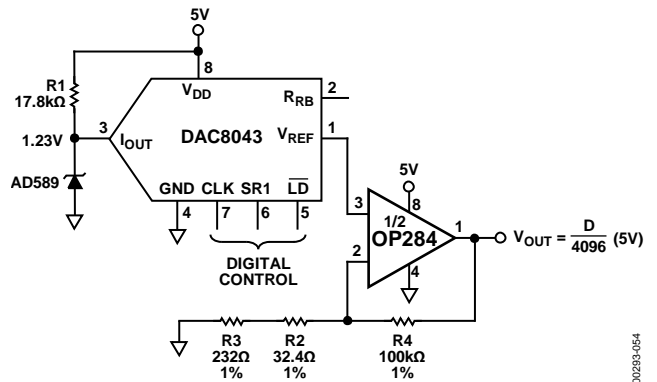 5V
R1
17.8kΩ
8
VDD
RRB
2
3
IOUT
DAC8043
VREF
1
1.23V
AD589
GND CLK SR1 LD
4
7
6
5
DIGITAL
CONTROL
5V
3
8
1/2
OP284
1
2
4
VOUT = D/4096 (5V)
R3
232Ω
1%
R2
32.4Ω
1%
R4
100kΩ
1%
00293-054